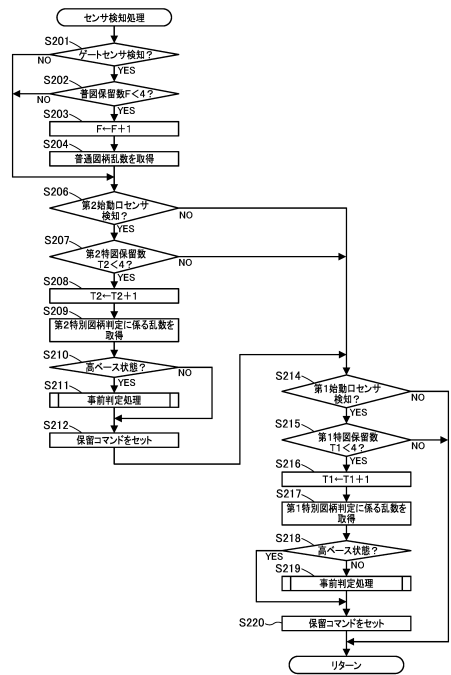 センサ検知処理
S201
ゲートセンサ検知？
NO
YES
S202
普図保留数F＜4？
NO
YES
S203
F←F＋1
S204
普通図柄乱数を取得
S206
第2始動口センサ
検知？
NO
YES
S207
第2特図保留数
T2＜4？
NO
YES
S208
T2←T2＋1
S209
第2特別図柄判定に係る乱数を
取得
S210
高ベース状態？
NO
YES
S211
事前判定処理
S212
保留コマンドをセット
S214
第1始動口センサ
検知？
NO
YES
S215
第1特図保留数
T1＜4？
NO
YES
S216
T1←T1＋1
S217
第1特別図柄判定に係る乱数を
取得
S218
高ベース状態？
YES
NO
S219
事前判定処理
S220
保留コマンドをセット
リターン